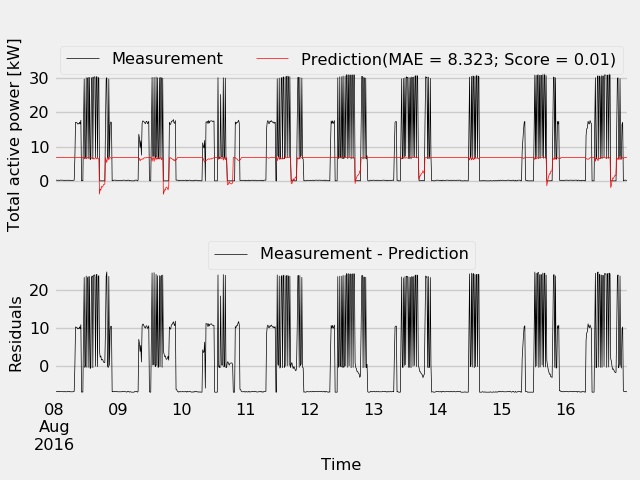 Measurement
Prediction(MAE = 8.323; Score = 0.01)
Total active power [kW]
30
20
10
0
Measurement - Prediction
Residuals
20
10
0
08 09 10 11 12 13 14 15 16
Aug
2016
Time